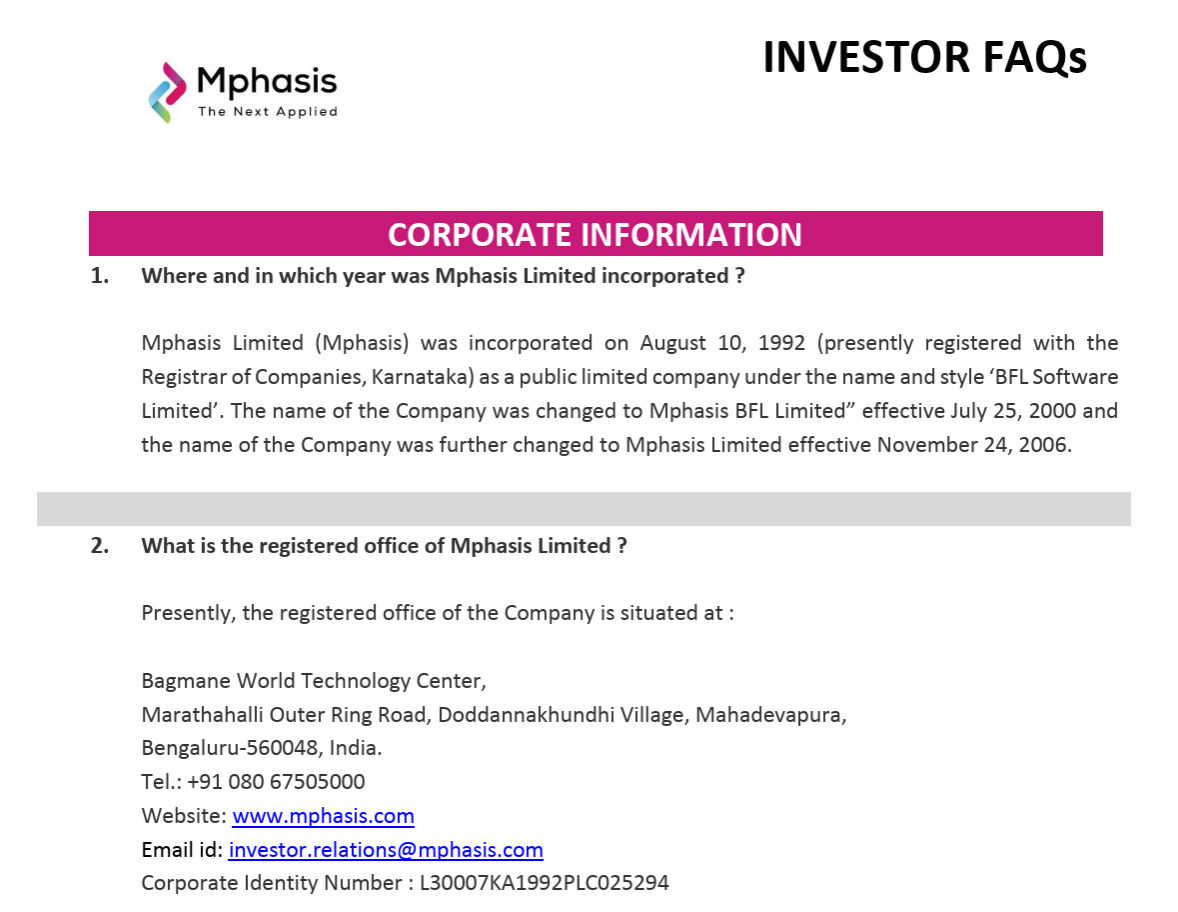 INVESTOR FAQs
Mphasis
The Next Applied
CORPORATE INFORMATION
1. Where and in which year was Mphasis Limited incorporated ?
Mphasis Limited (Mphasis) was incorporated on August 10, 1992 (presently registered with the
Registrar of Companies, Karnataka) as a public limited company under the name and style ‘BFL Software
Limited’. The name of the Company was changed to Mphasis BFL Limited” effective July 25, 2000 and
the name of the Company was further changed to Mphasis Limited effective November 24, 2006.
2. What is the registered office of Mphasis Limited ?
Presently, the registered office of the Company is situated at :
Bagmane World Technology Center,
Marathahalli Outer Ring Road, Doddannakhundhi Village, Mahadevapura,
Bengaluru-560048, India.
Tel.: +91 080 67505000
Website: www.mphasis.com
Email id: investor.relations@mphasis.com
Corporate Identity Number : L30007KA1992PLC025294